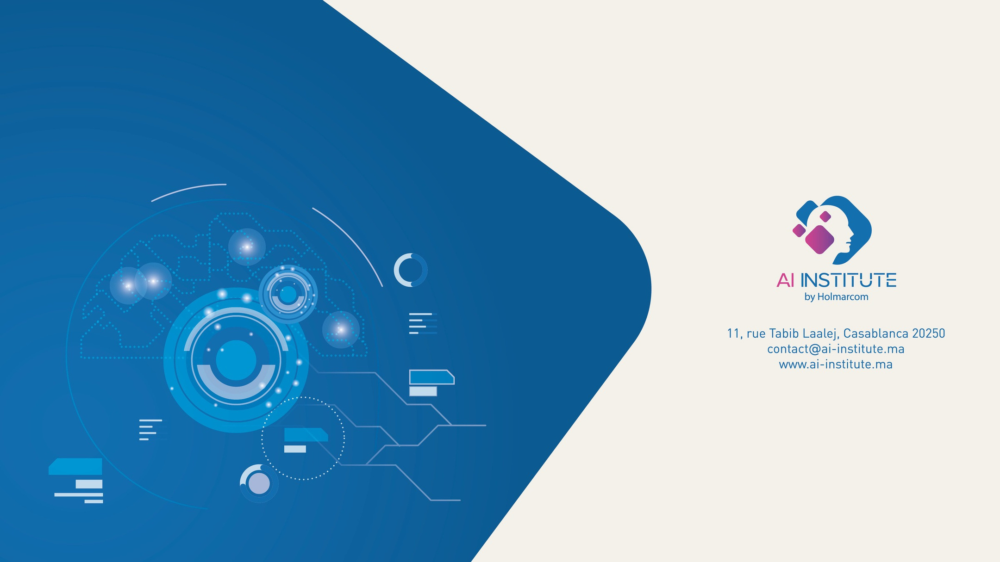 AI INSTITUTE
by Holmarcom
11, rue Tabib Laalej, Casablanca 20250
contact@ai-institute.ma
www.ai-institute.ma